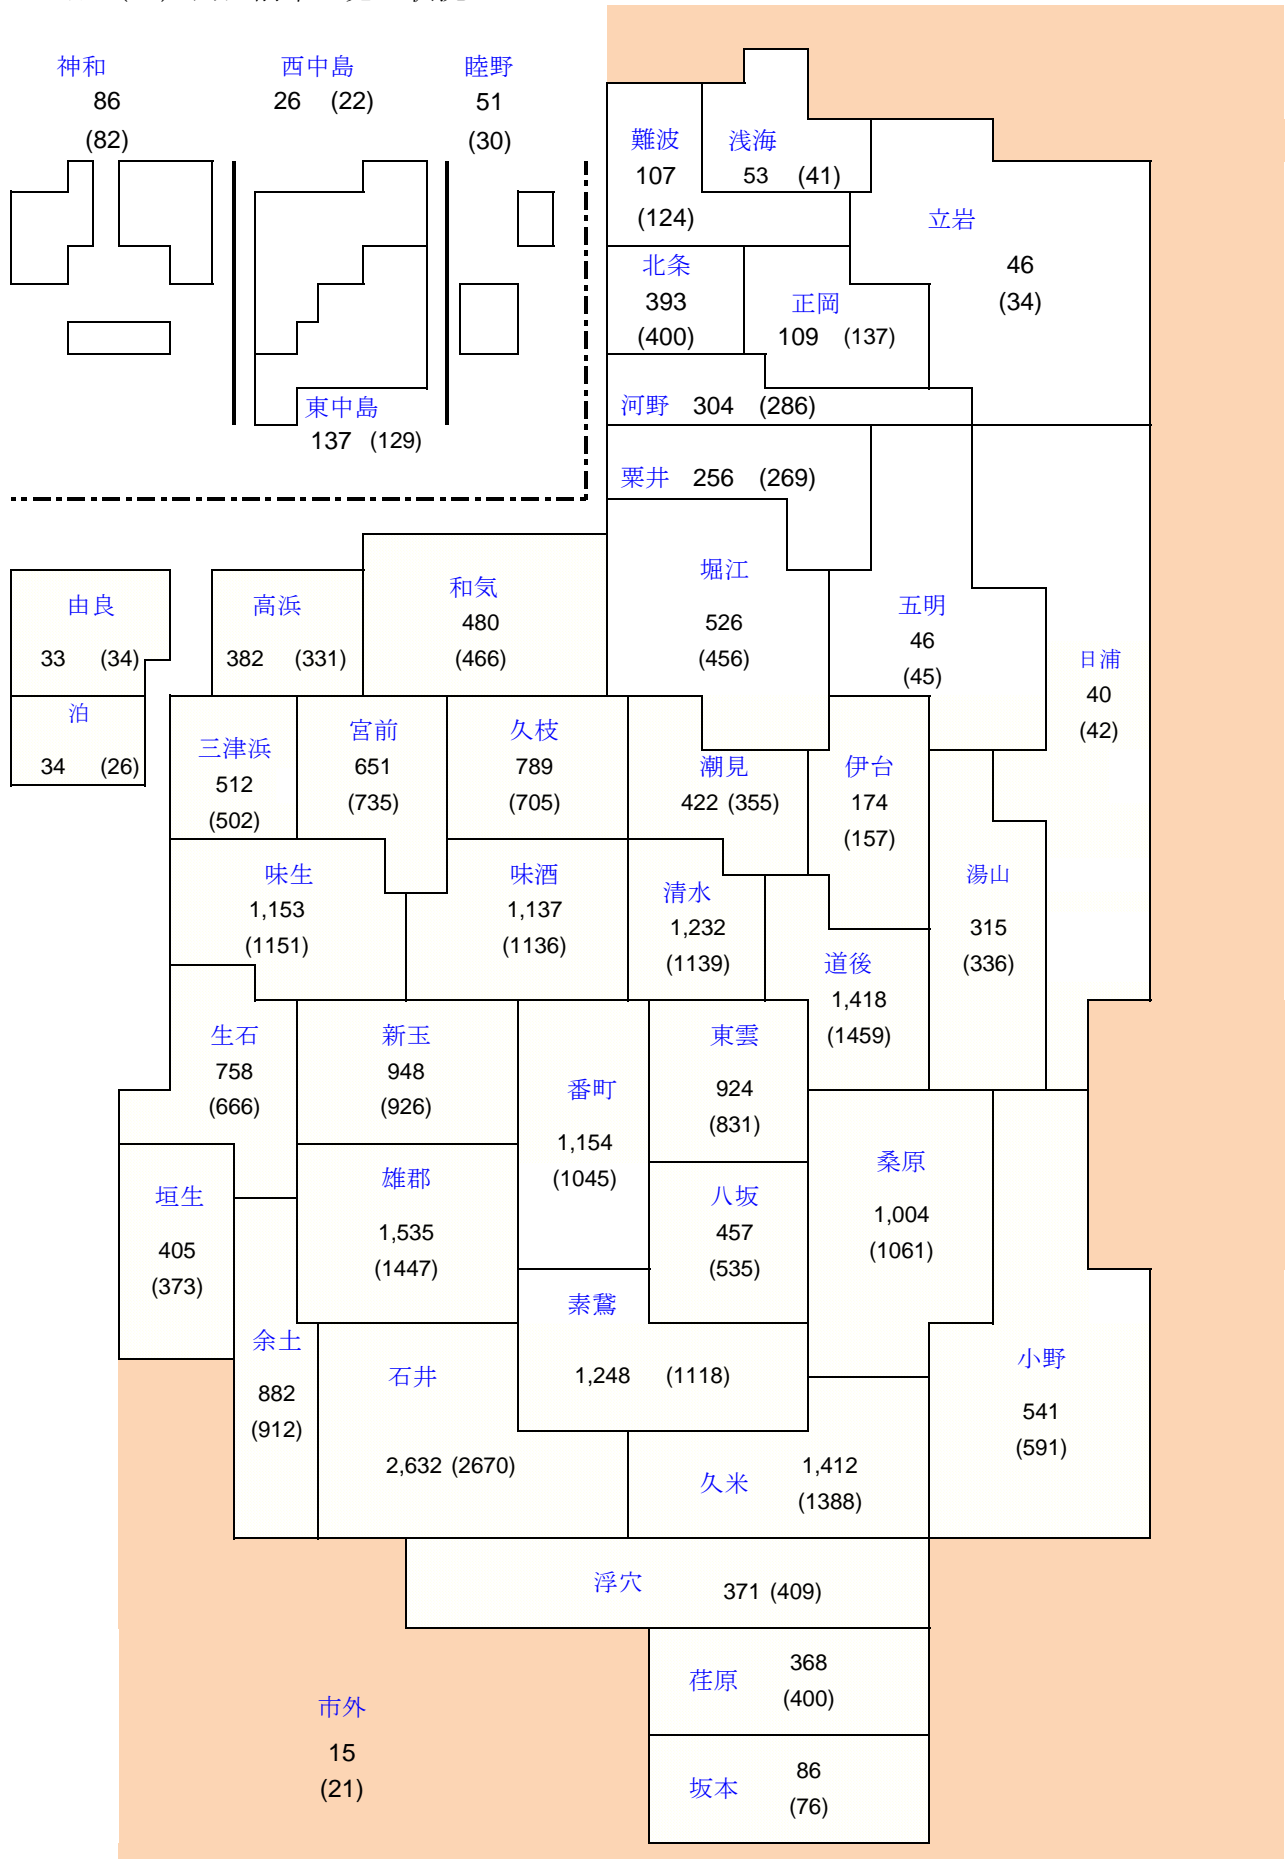 神和
86
(82)
西中島
26 (22)
睦野
51
(30)
東中島
137 (129)
難波
107
(124)
浅海
53 (41)
立岩
46
(34)
北条
393
(400)
正岡
109 (137)
河野 304 (286)
粟井 256 (269)
由良
33 (34)
泊
34 (26)
高浜
382 (331)
和気
480
(466)
堀江
526
(456)
五明
46
(45)
日浦
40
(42)
三津浜
512
(502)
宮前
651
(735)
久枝
789
(705)
潮見
422 (355)
伊台
174
(157)
湯山
315
(336)
味生
1,153
(1151)
味酒
1,137
(1136)
清水
1,232
(1139)
道後
1,418
(1459)
生石
758
(666)
新玉
948
(926)
番町
1,154
(1045)
東雲
924
(831)
桑原
1,004
(1061)
垣生
405
(373)
雄郡
1,535
(1447)
八坂
457
(535)
素鵞
1,248 (1118)
余土
882
(912)
石井
2,632 (2670)
久米
1,412
(1388)
小野
541
(591)
浮穴
371 (409)
荏原
368
(400)
坂本
86
(76)
市外
15
(21)